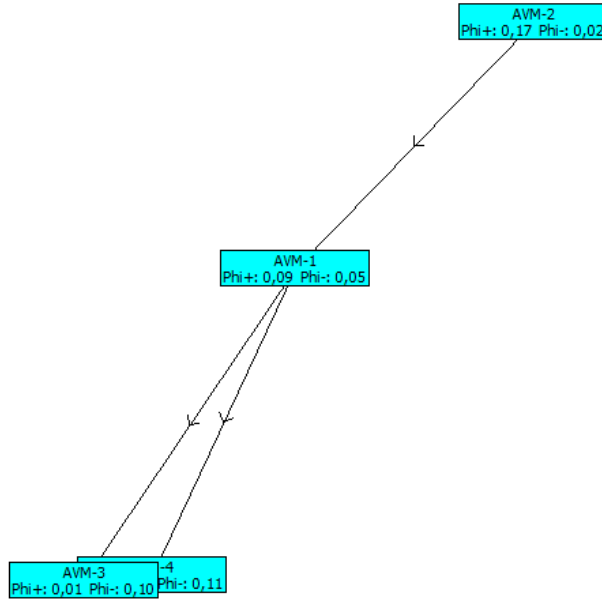 AVM-2
Phi+: 0,17 Phi-: 0,02
AVM-1
Phi+: 0,09 Phi-: 0,05
-4
Phi-: 0,11
AVM-3
Phi+: 0,01 Phi-: 0,10